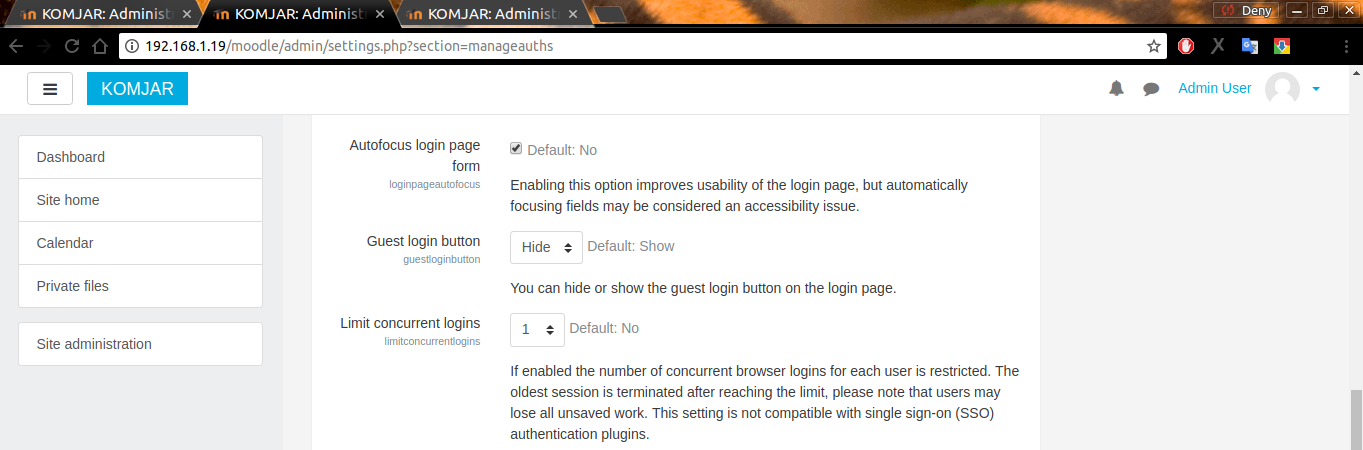 KOMJAR: Administ
KOMJAR: Administ
KOMJAR: Administ
Deny
192.168.1.19/moodle/admin/settings.php?section=manageauths
KOMJAR
Admin User
Dashboard
Site home
Calendar
Private files
Site administration
Autofocus login page
form
loginpageautofocus
Default: No
Enabling this option improves usability of the login page, but automatically
focusing fields may be considered an accessibility issue.
Guest login button
guestloginbutton
Hide
Default: Show
You can hide or show the guest login button on the login page.
Limit concurrent logins
limitconcurrentlogins
1
Default: No
If enabled the number of concurrent browser logins for each user is restricted. The
oldest session is terminated after reaching the limit, please note that users may
lose all unsaved work. This setting is not compatible with single sign-on (SSO)
authentication plugins.